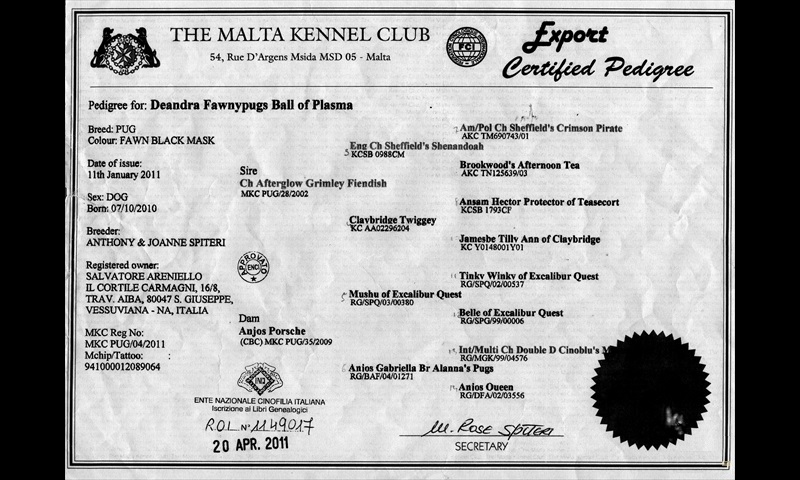 THE MALTA KENNEL CLUB
54, Rue D'Argens Msida MSD 05 - Malta
FCI
Export
Certified Pedigree
Pedigree for: Deandra Fawnypugs Ball of Plasma
Breed: PUG
Colour: FAWN BLACK MASK
Date of issue:
11th January 2011
Sex: DOG
Born: 07/10/2010
Breeder:
ANTHONY & JOANNE SPITERI
Registered owner:
SALVATORE ARENIELLO
IL CORTILE CARMAGNI, 16/8,
TRAV. AIBA, 80047 S. GIUSEPPE,
VESSUVIANA - NA, ITALIA
MKC Reg No:
MKC PUG/04/2011
Mchip/Tattoo: :
941000012089064
Sire
Ch Afterglow Grimley Fiendish
MKC PUG/28/2002
APPROVATO
ENCI
Dam
Anjos Porsche
(CBC) MKC PUG/35/2009
Eng Ch Sheffield's Shenandoah
KCSB 0988CM
Claybridge Twiggey
KC AA02296204
Mushu of Excalibur Quest
RG/SPQ/03/00380
Anjos Gabriella Br Alanna's Pugs
RG/BAF/04/01271
Am/Pol Ch Sheffield's Crimson Pirate
AKC TM690743/01
Brookwood's Afternoon Tea
AKC TN125639/03
Ansam Hector Protector of Teasecort
KCSB 1793CF
Jamesbe Tilly Ann of Claybridge
KC Y0148001Y01
Tinky Winky of Excalibur Quest
RG/SPQ/02/00537
Belle of Excalibur Quest
RG/SPG/99/00006
Int/Multi Ch Double D Cinoblu's M
RG/MGK/99/04576
Anjos Queen
RG/DFA/02/03556
ENTE NAZIONALE CINOFILIA ITALIANA
Iscrizione ai Libri Genealogici
R.O.I. N° 1149017
20 APR. 2011
M. ROSE SPITERI
SECRETARY